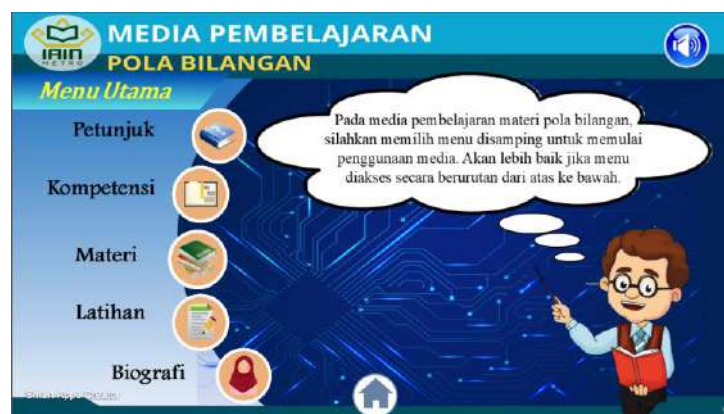 MEDIA PEMBELAJARAN
IAIN
METRO
POLA BILANGAN
Menu Utama
Petunjuk
Kompetensi
Materi
Latihan
Biografi
Pada media pembelajaran materi pola bilangan,
silahkan memilih menu disamping untuk memulai
penggunaan media. Akan lebih baik jika menu
diakses secara berurutan dari atas ke bawah.